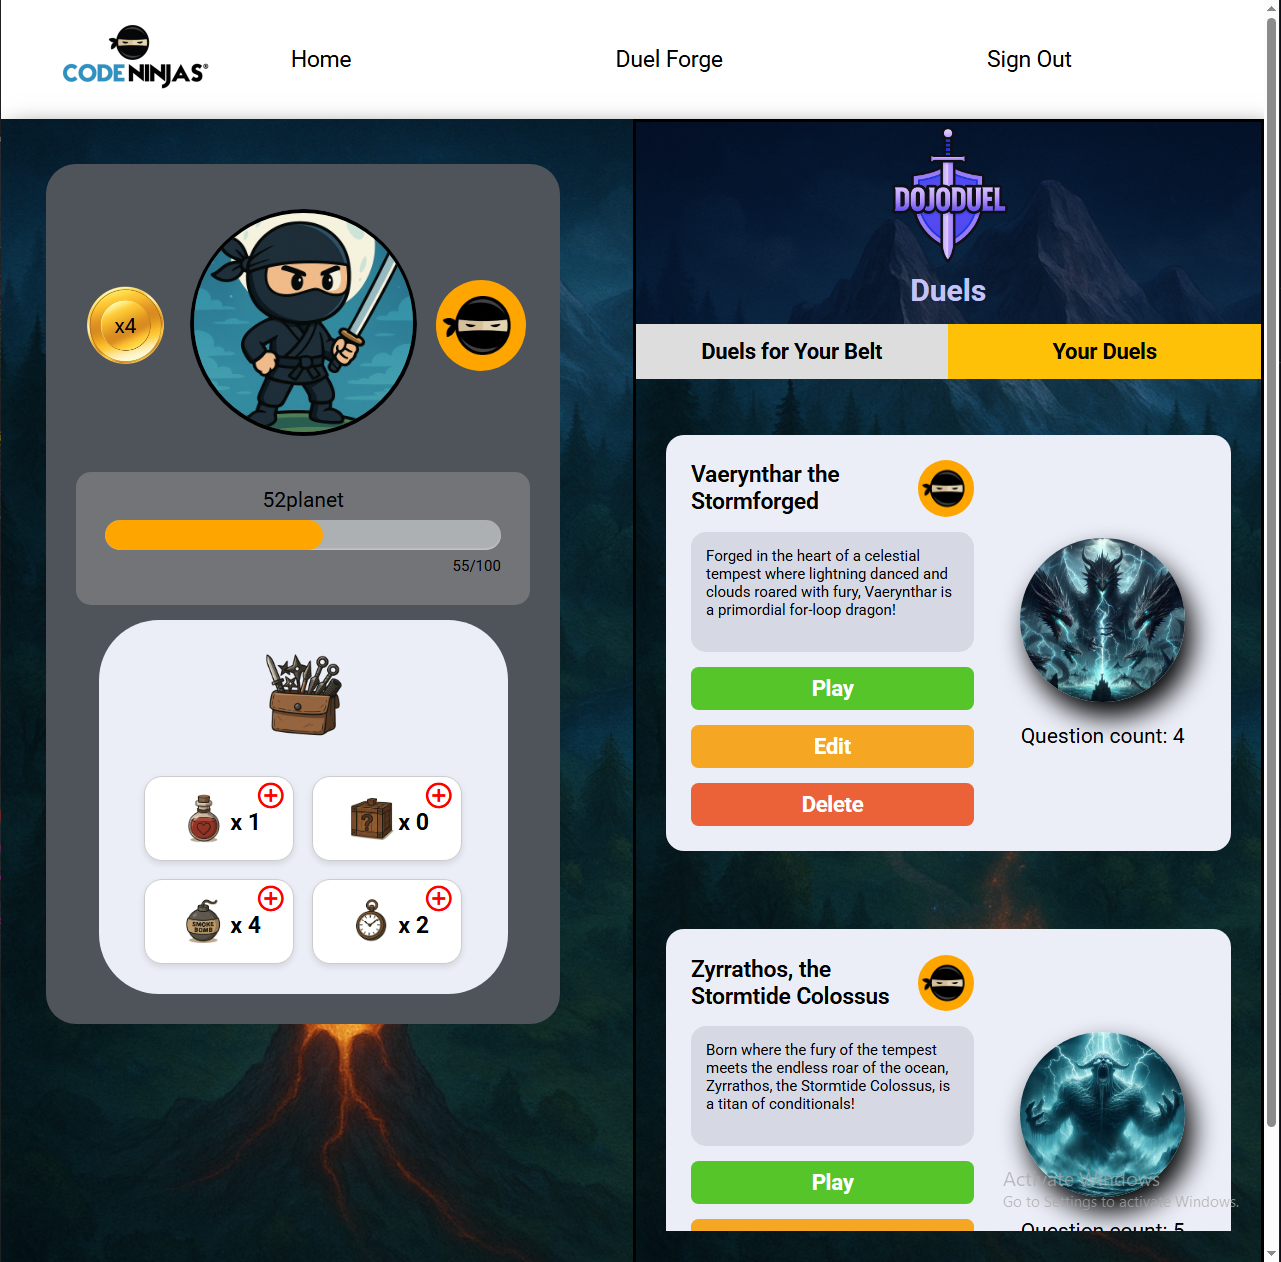 CODE NINJAS®
Home
Duel Forge
Sign Out
x4
52planet
55/100
x 1
?
x 0
SMOKE
BOMB
x 4
x 2
DOJODUEL
Duels
Duels for Your Belt
Your Duels
Vaerynthar the
Stormforged
Forged in the heart of a celestial
tempest where lightning danced and
clouds roared with fury, Vaerynthar is
a primordial for-loop dragon!
Play
Edit
Delete
Question count: 4
Zyrrathos, the
Stormtide Colossus
Born where the fury of the tempest
meets the endless roar of the ocean,
Zyrrathos, the Stormtide Colossus, is
a titan of conditionals!
Play
Activate Windows
Go to Settings to activate Windows.
Question count: 5